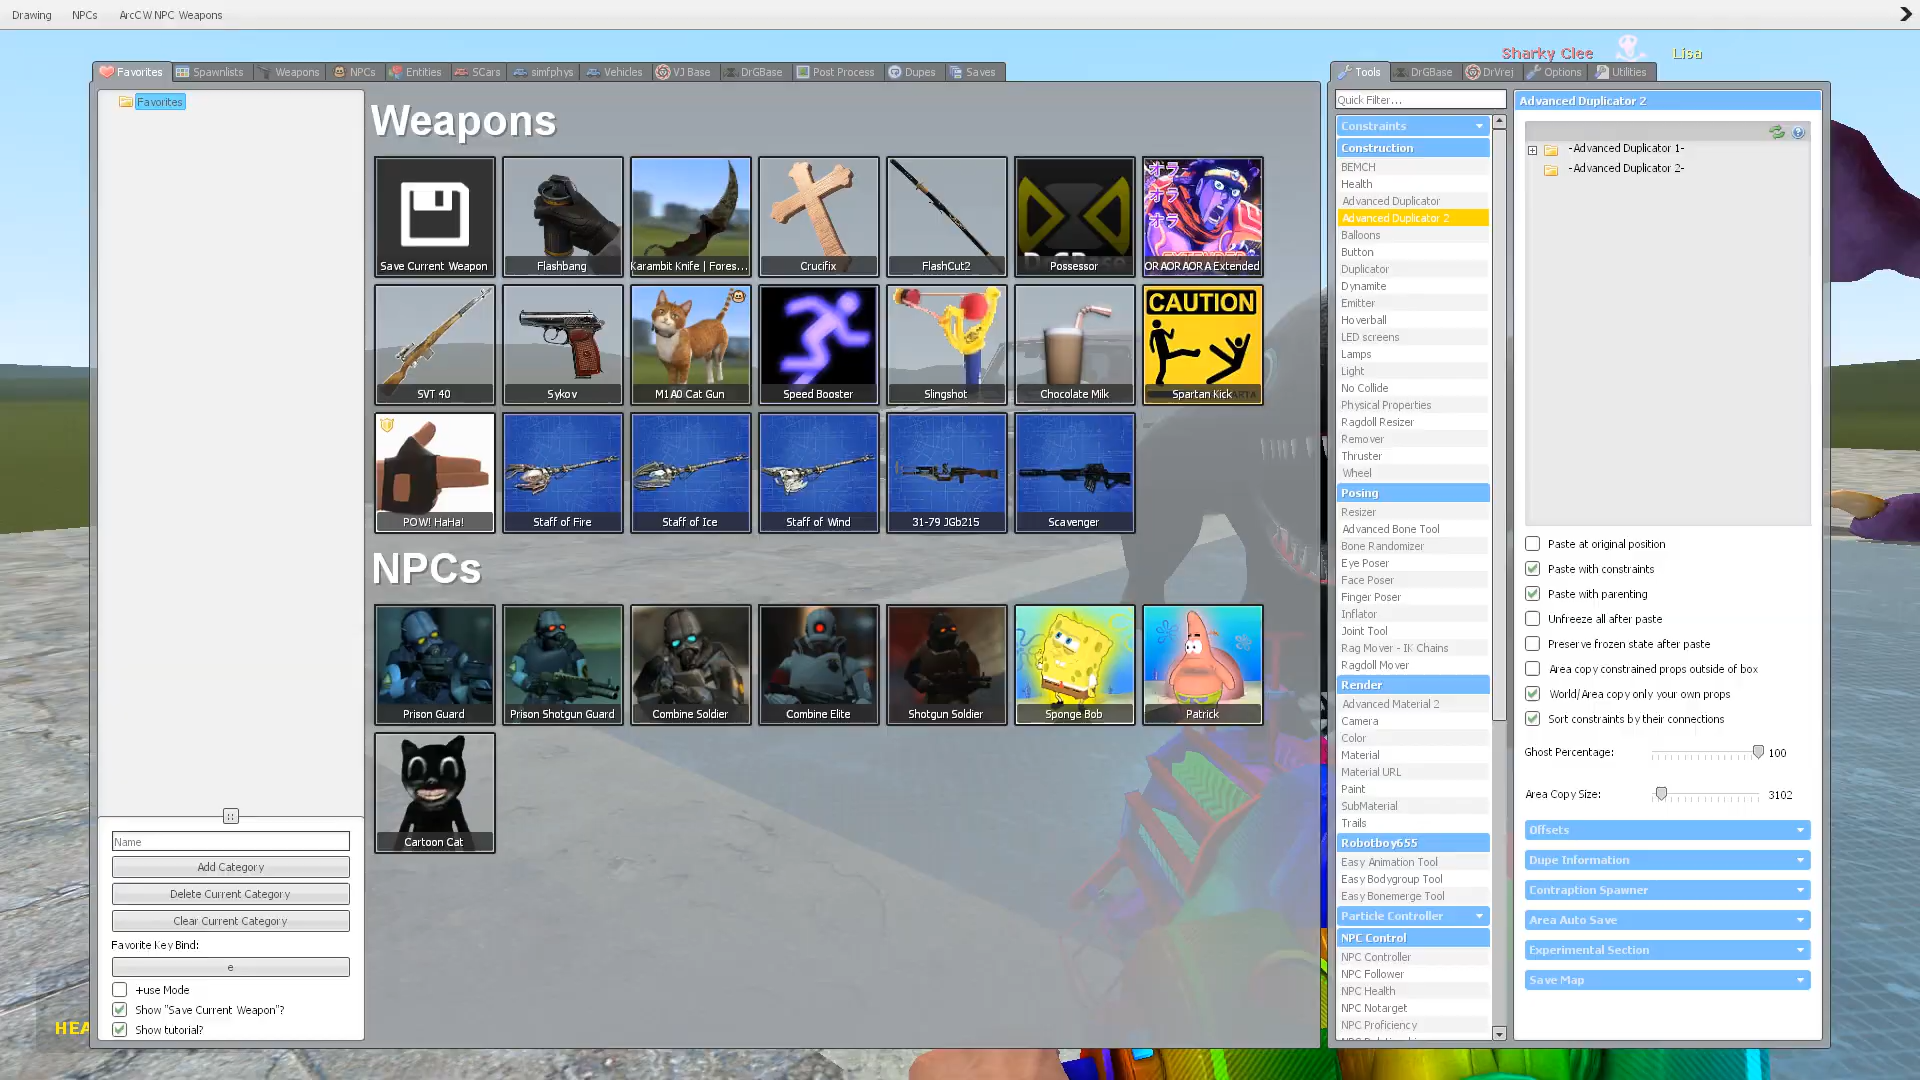 Drawing NPCs ArcCW NPC Weapons
Sharky Clee Lisa
Favorites Spawnlists Weapons NPCs Entities SCars simfphys Vehicles VJ Base DrGBase Post Process Dupes Saves
Favorites
Weapons
Save Current Weapon
Flashbang
Karambit Knife | Fores...
Crucifix
FlashCut2
Possessor
ORAORAORA Extended
オラ
オラ
オラ
SVT 40
Sykov
M1A0 Cat Gun
Speed Booster
Slingshot
Chocolate Milk
CAUTION
Spartan Kick
POW! HaHa!
Staff of Fire
Staff of Ice
Staff of Wind
31-79 JGb215
Scavenger
NPCs
Prison Guard
Prison Shotgun Guard
Combine Soldier
Combine Elite
Shotgun Soldier
Sponge Bob
Patrick
Cartoon Cat
Name
Add Category
Delete Current Category
Clear Current Category
Favorite Key Bind:
e
+use Mode
Show "Save Current Weapon"?
Show tutorial?
HEA
Tools DrGBase DrVrej Options Utilities
Quick Filter...
Constraints
Construction
BEMCH
Health
Advanced Duplicator
Advanced Duplicator 2
Balloons
Button
Duplicator
Dynamite
Emitter
Hoverball
LED screens
Lamps
Light
No Collide
Physical Properties
Ragdoll Resizer
Remover
Thruster
Wheel
Posing
Resizer
Advanced Bone Tool
Bone Randomizer
Eye Poser
Face Poser
Finger Poser
Inflator
Joint Tool
Rag Mover - IK Chains
Ragdoll Mover
Render
Advanced Material 2
Camera
Color
Material
Material URL
Paint
SubMaterial
Trails
Robotboy655
Easy Animation Tool
Easy Bodygroup Tool
Easy Bonemerge Tool
Particle Controller
NPC Control
NPC Controller
NPC Follower
NPC Health
NPC Notarget
NPC Proficiency
Advanced Duplicator 2
-Advanced Duplicator 1-
-Advanced Duplicator 2-
Paste at original position
Paste with constraints
Paste with parenting
Unfreeze all after paste
Preserve frozen state after paste
Area copy constrained props outside of box
World/Area copy only your own props
Sort constraints by their connections
Ghost Percentage: 100
Area Copy Size: 3102
Offsets
Dupe Information
Contraption Spawner
Area Auto Save
Experimental Section
Save Map